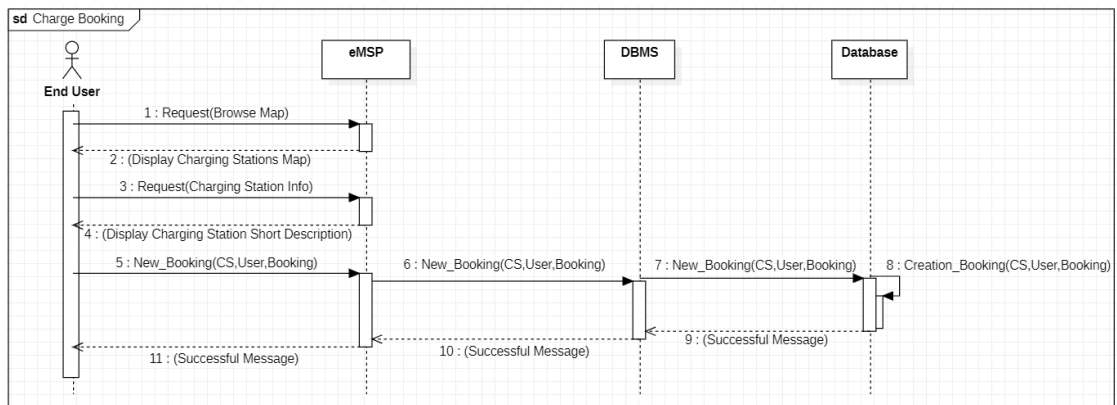 sd Charge Booking
eMSP
DBMS
Database
End User
1 : Request(Browse Map)
2 : (Display Charging Stations Map)
3 : Request(Charging Station Info)
4 : (Display Charging Station Short Description)
5 : New_Booking(CS,User,Booking)
6 : New_Booking(CS,User,Booking)
7 : New_Booking(CS,User,Booking)
8 : Creation_Booking(CS,User,Booking)
9 : (Successful Message)
10 : (Successful Message)
11 : (Successful Message)